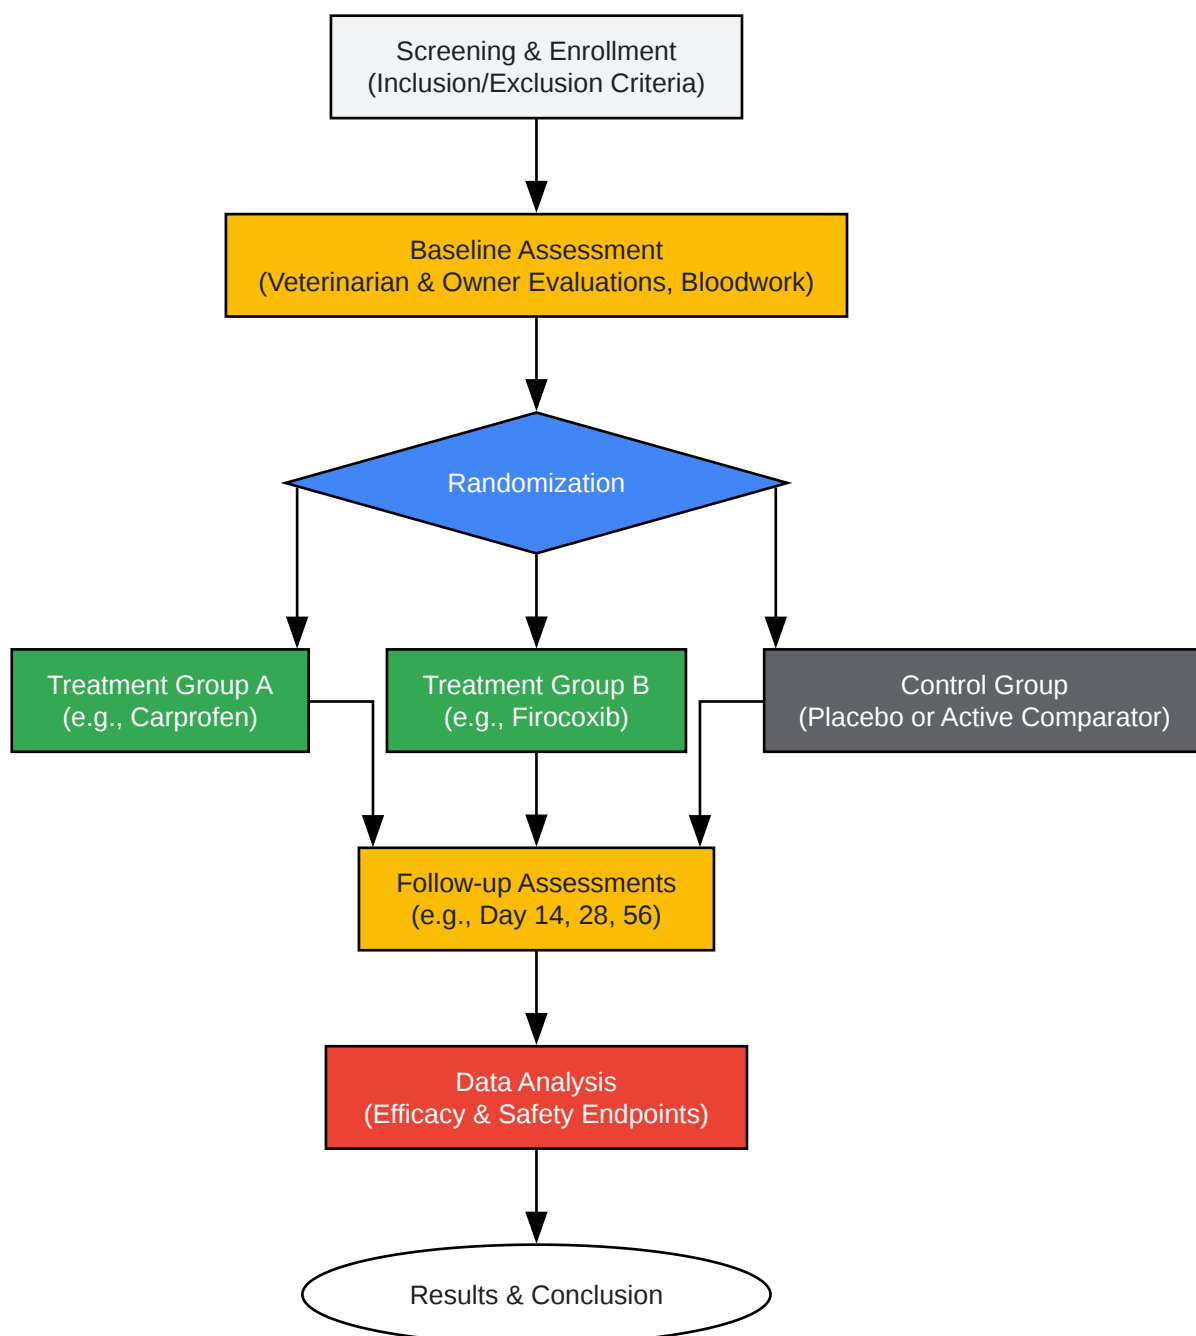 Screening & Enrollment
(Inclusion/Exclusion Criteria)
Baseline Assessment
(Veterinarian & Owner Evaluations, Bloodwork)
Randomization
Treatment Group A
(e.g., Carprofen)
Treatment Group B
(e.g., Firocoxib)
Control Group
(Placebo or Active Comparator)
Follow-up Assessments
(e.g., Day 14, 28, 56)
Data Analysis
(Efficacy & Safety Endpoints)
Results & Conclusion